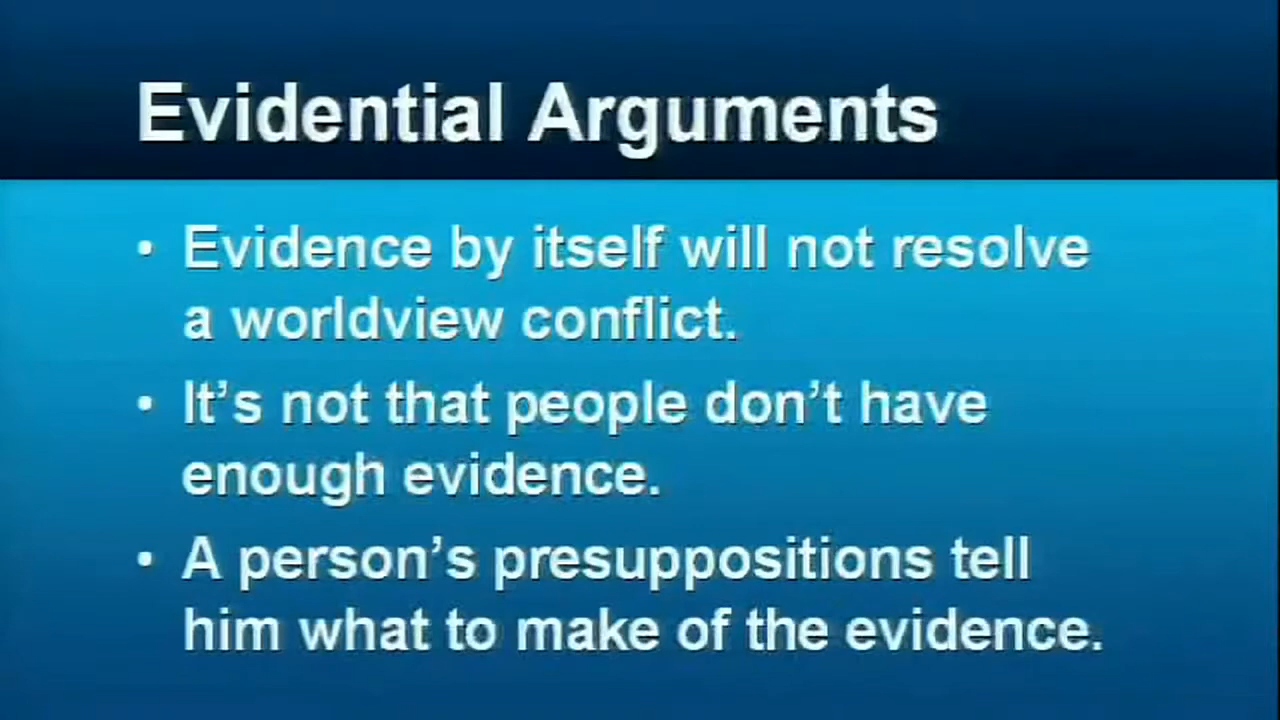 Evidential Arguments
• Evidence by itself will not resolve
a worldview conflict.
• It’s not that people don’t have
enough evidence.
• A person’s presuppositions tell
him what to make of the evidence.